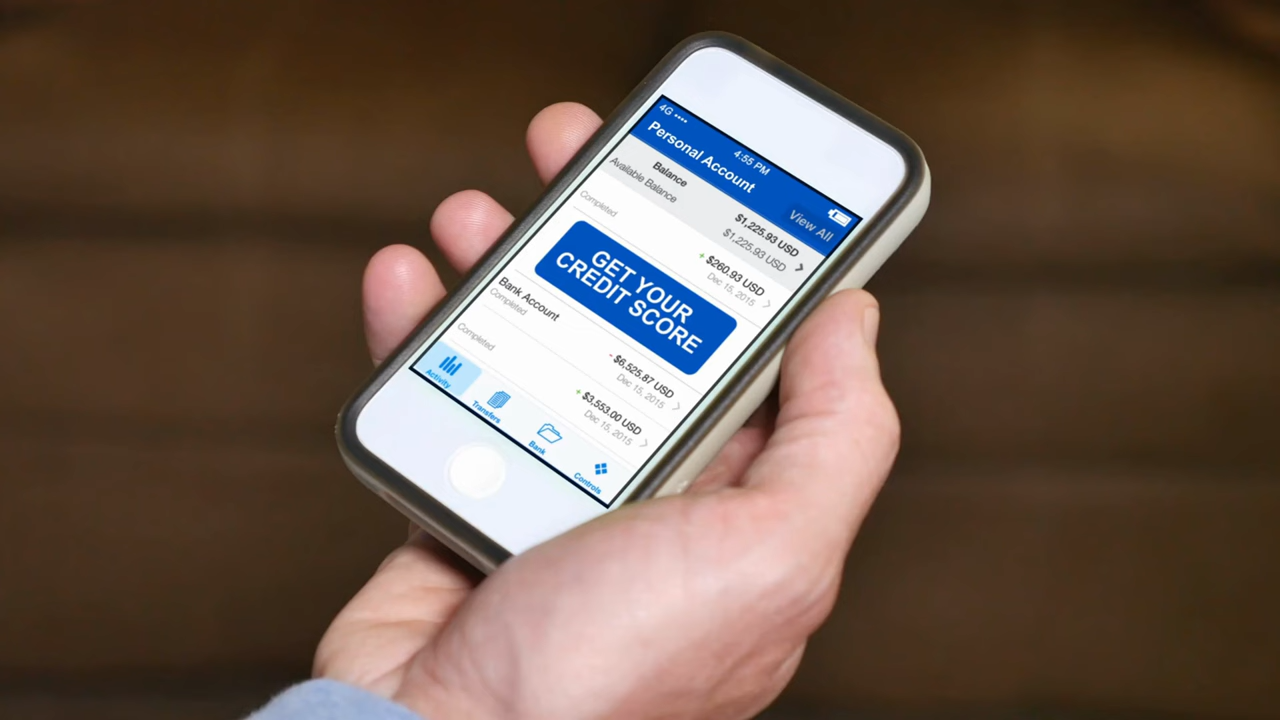 4G
4:55 PM
Personal Account
View All
Balance
$1,225.93 USD
Available Balance
$1,225.93 USD
Completed
+ $260.93 USD
Dec 15, 2015
GET YOUR
CREDIT SCORE
Bank Account
Completed
- $6,525.87 USD
Dec 15, 2015
Completed
+ $3,553.00 USD
Dec 15, 2015
Activity
Transfers
Bank
Controls